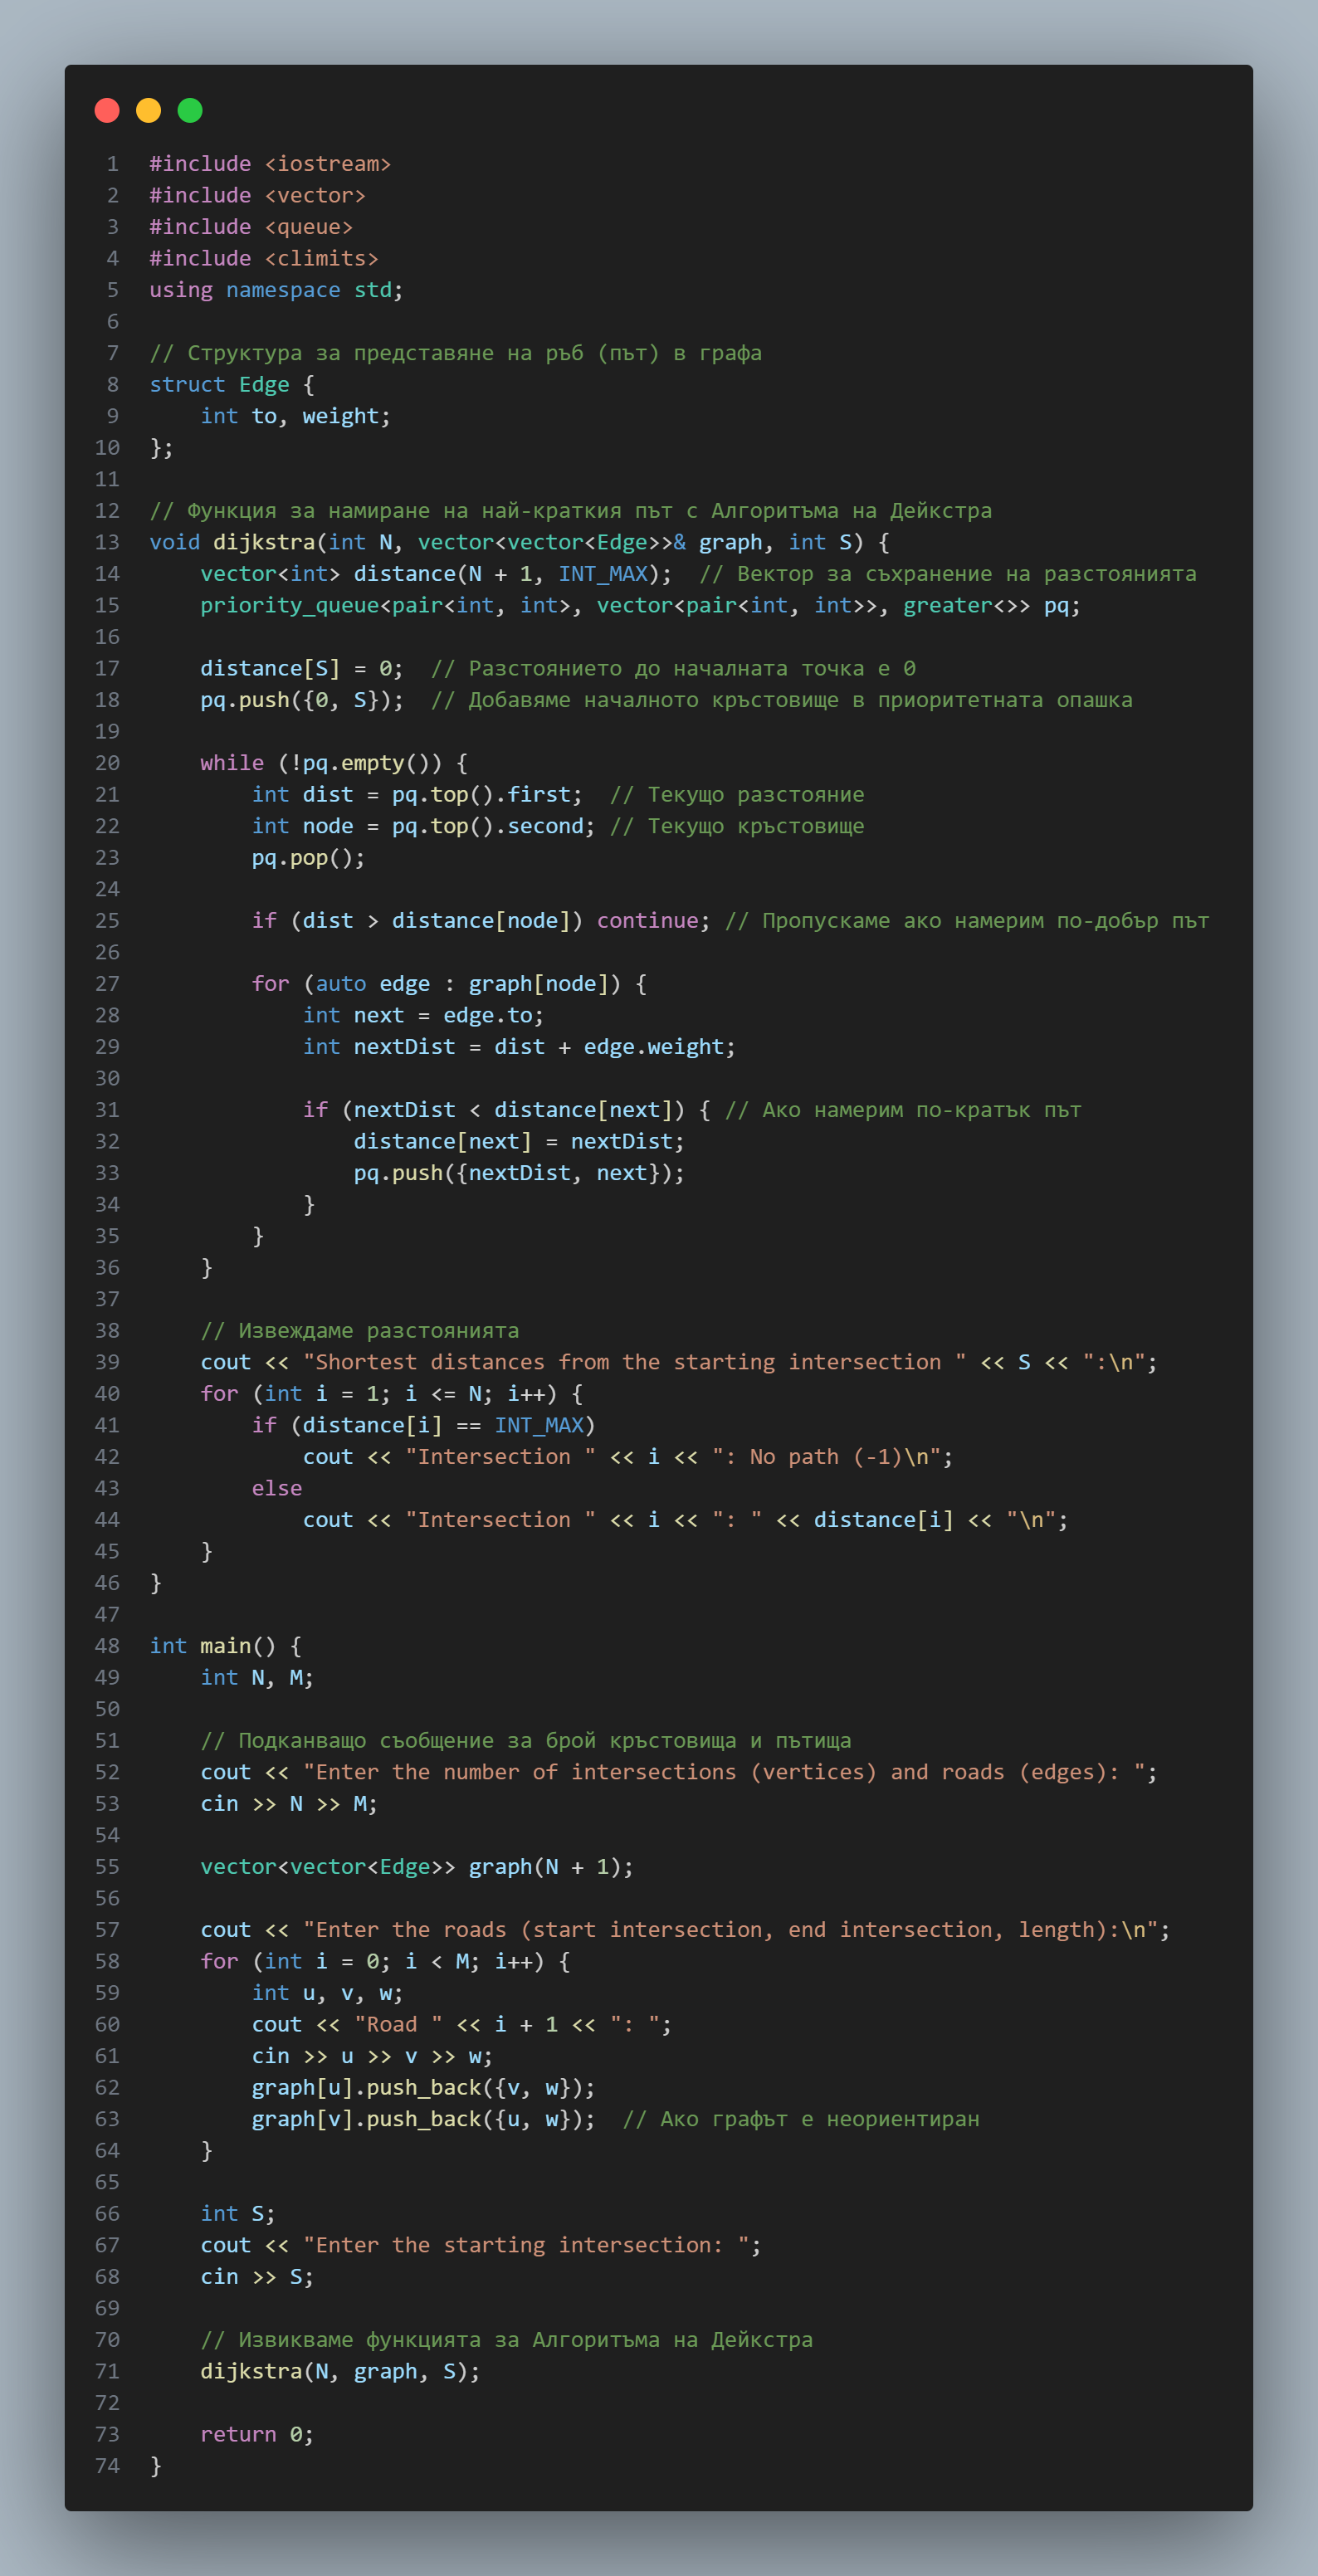 1 #include <iostream>
2 #include <vector>
3 #include <queue>
4 #include <climits>
5 using namespace std;
6
7 // Структура за представяне на ръб (път) в графа
8 struct Edge {
9     int to, weight;
10 };
11
12 // Функция за намиране на най-краткия път с Алгоритъма на Дейкстра
13 void dijkstra(int N, vector<vector<Edge>>& graph, int S) {
14     vector<int> distance(N + 1, INT_MAX);  // Вектор за съхранение на разстоянията
15     priority_queue<pair<int, int>, vector<pair<int, int>>, greater<>> pq;
16
17     distance[S] = 0;  // Разстоянието до началната точка е 0
18     pq.push({0, S});  // Добавяме началното кръстовище в приоритетната опашка
19
20     while (!pq.empty()) {
21         int dist = pq.top().first;  // Текущо разстояние
22         int node = pq.top().second; // Текущо кръстовище
23         pq.pop();
24
25         if (dist > distance[node]) continue; // Пропускаме ако намерим по-добър път
26
27         for (auto edge : graph[node]) {
28             int next = edge.to;
29             int nextDist = dist + edge.weight;
30
31             if (nextDist < distance[next]) { // Ако намерим по-кратък път
32                 distance[next] = nextDist;
33                 pq.push({nextDist, next});
34             }
35         }
36     }
37
38     // Извеждаме разстоянията
39     cout << "Shortest distances from the starting intersection " << S << ":\n";
40     for (int i = 1; i <= N; i++) {
41         if (distance[i] == INT_MAX)
42             cout << "Intersection " << i << ": No path (-1)\n";
43         else
44             cout << "Intersection " << i << ": " << distance[i] << "\n";
45     }
46 }
47
48 int main() {
49     int N, M;
50
51     // Подканващо съобщение за брой кръстовища и пътища
52     cout << "Enter the number of intersections (vertices) and roads (edges): ";
53     cin >> N >> M;
54
55     vector<vector<Edge>> graph(N + 1);
56
57     cout << "Enter the roads (start intersection, end intersection, length):\n";
58     for (int i = 0; i < M; i++) {
59         int u, v, w;
60         cout << "Road " << i + 1 << ": ";
61         cin >> u >> v >> w;
62         graph[u].push_back({v, w});
63         graph[v].push_back({u, w});  // Ако графът е неориентиран
64     }
65
66     int S;
67     cout << "Enter the starting intersection: ";
68     cin >> S;
69
70     // Извикваме функцията за Алгоритъма на Дейкстра
71     dijkstra(N, graph, S);
72
73     return 0;
74 }